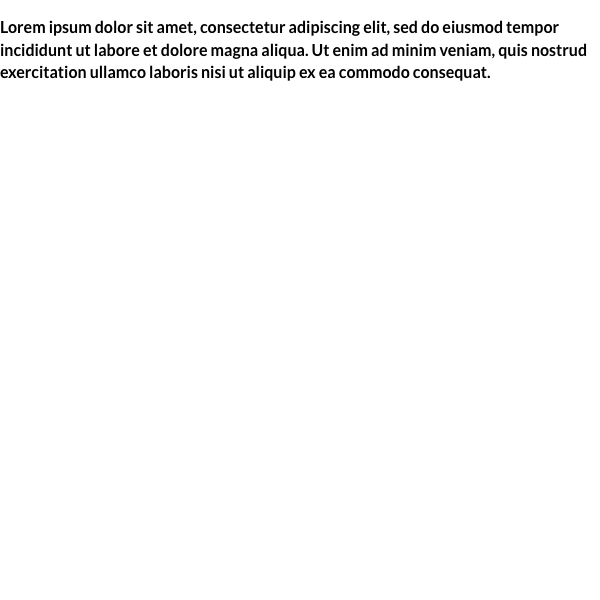 Lorem ipsum dolor sit amet, consectetur adipiscing elit, sed do eiusmod tempor
incididunt ut labore et dolore magna aliqua. Ut enim ad minim veniam, quis nostrud
exercitation ullamco laboris nisi ut aliquip ex ea commodo consequat.